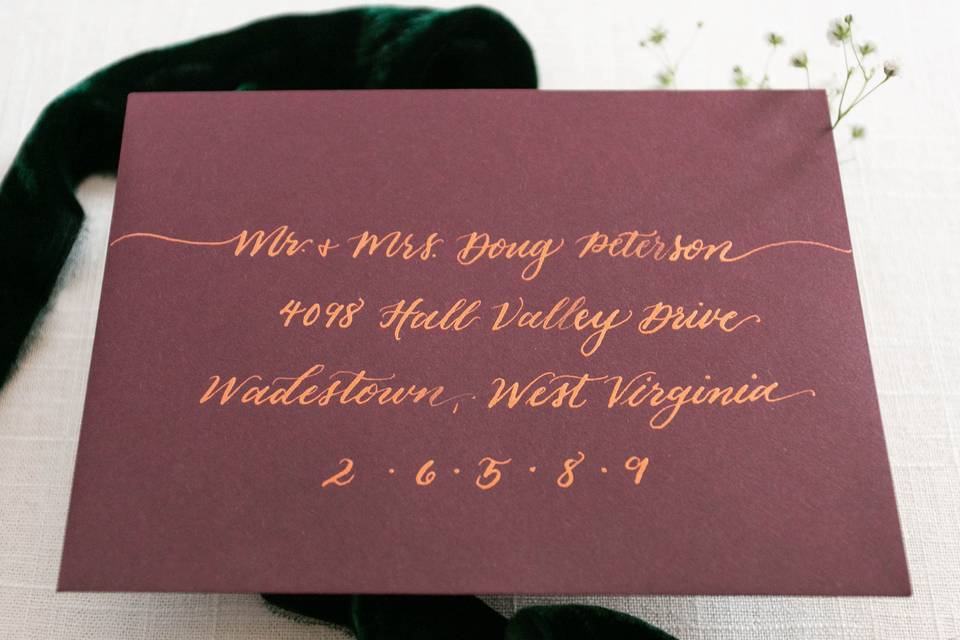 Mr. & Mrs. Doug Peterson
4098 Hall Valley Drive
Wadestown, West Virginia
2 · 6 · 5 · 8 · 9